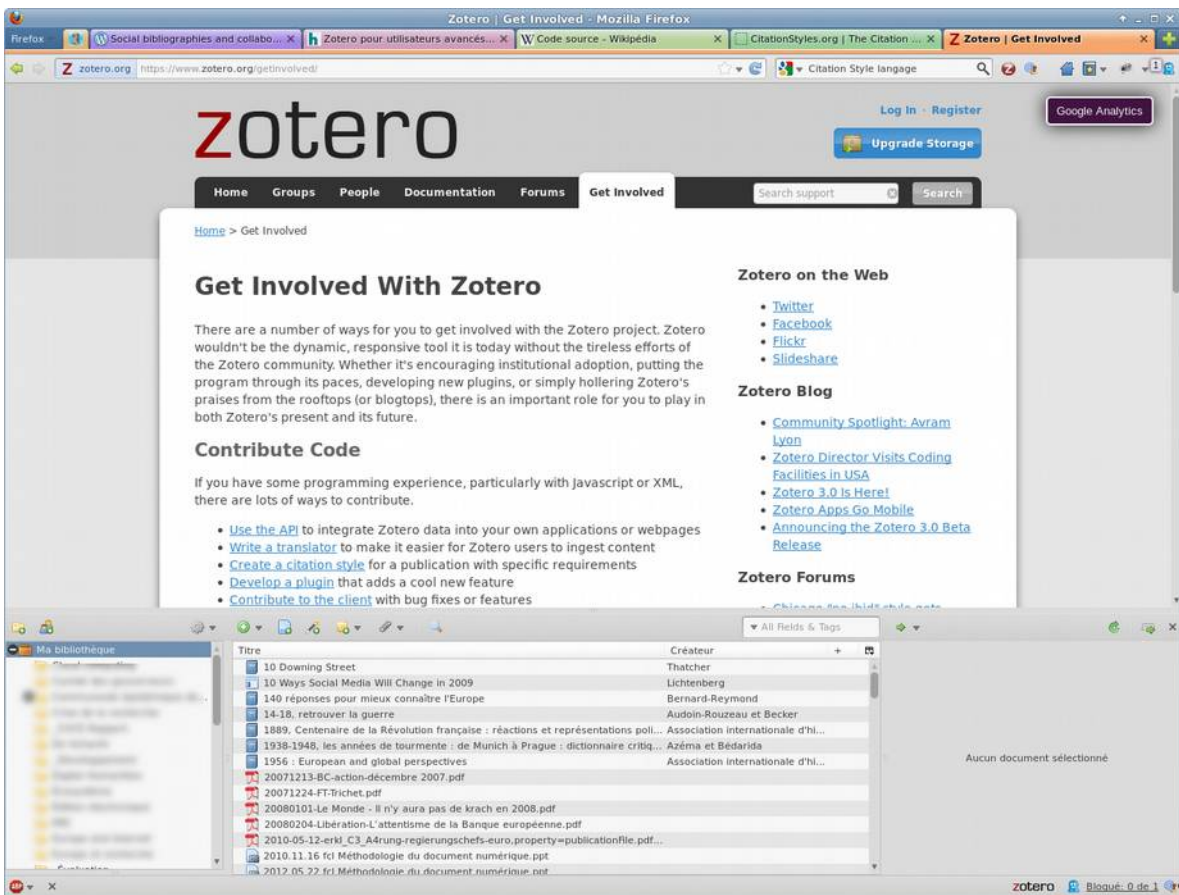 Zotero | Get Involved - Mozilla Firefox
Firefox
Social bibliographies and collabo...
Zotero pour utilisateurs avancés...
Code source - Wikipédia
CitationStyles.org | The Citation ...
Zotero | Get Involved
zotero.org https://www.zotero.org/getinvolved/
Citation Style langage
1
zotero
Log In · Register
Google Analytics
Upgrade Storage
Home Groups People Documentation Forums Get Involved
Search support
Search
Home > Get Involved
Get Involved With Zotero
There are a number of ways for you to get involved with the Zotero project. Zotero
wouldn't be the dynamic, responsive tool it is today without the tireless efforts of
the Zotero community. Whether it's encouraging institutional adoption, putting the
program through its paces, developing new plugins, or simply hollering Zotero's
praises from the rooftops (or blogtops), there is an important role for you to play in
both Zotero's present and its future.
Contribute Code
If you have some programming experience, particularly with Javascript or XML,
there are lots of ways to contribute.
• Use the API to integrate Zotero data into your own applications or webpages
• Write a translator to make it easier for Zotero users to ingest content
• Create a citation style for a publication with specific requirements
• Develop a plugin that adds a cool new feature
• Contribute to the client with bug fixes or features
Zotero on the Web
• Twitter
• Facebook
• Flickr
• Slideshare
Zotero Blog
• Community Spotlight: Avram
Lyon
• Zotero Director Visits Coding
Facilities in USA
• Zotero 3.0 Is Here!
• Zotero Apps Go Mobile
• Announcing the Zotero 3.0 Beta
Release
Zotero Forums
All Fields & Tags
Ma bibliothèque
Titre Créateur
10 Downing Street Thatcher
10 Ways Social Media Will Change in 2009 Lichtenberg
140 réponses pour mieux connaître l'Europe Bernard-Reymond
14-18, retrouver la guerre Audoin-Rouzeau et Becker
1889, Centenaire de la Révolution française : réactions et représentations poli... Association internationale d'hi...
1938-1948, les années de tourmente : de Munich à Prague : dictionnaire critiq... Azéma et Bédarida
1956 : European and global perspectives Association internationale d'hi...
20071213-BC-action-décembre 2007.pdf
20071224-FT-Trichet.pdf
20080101-Le Monde - Il n'y aura pas de krach en 2008.pdf
20080204-Libération-L'attentisme de la Banque européenne.pdf
2010-05-12-erkl_C3_A4rung-regierungschefs-euro,property=publicationFile.pdf...
2010.11.16 fcl Méthodologie du document numérique.ppt
2012.05.22 fcl Méthodologie du document numérique.ppt
Aucun document sélectionné
ABP
zotero
Bloqué: 0 de 1